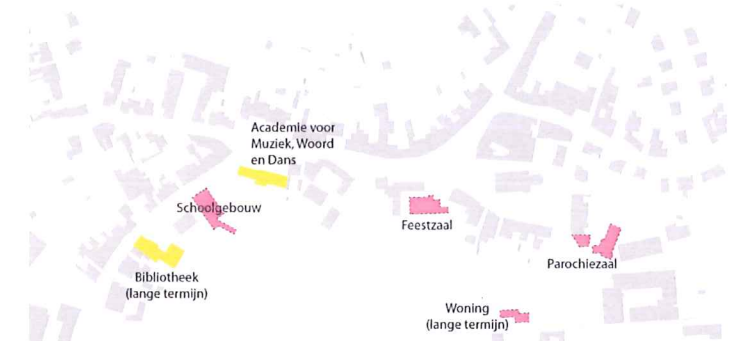 Academie voor
Muziek, Woord
en Dans
Schoolgebouw
Feestzaal
Parochiezaal
Bibliotheek
(lange termijn)
Woning
(lange termijn)